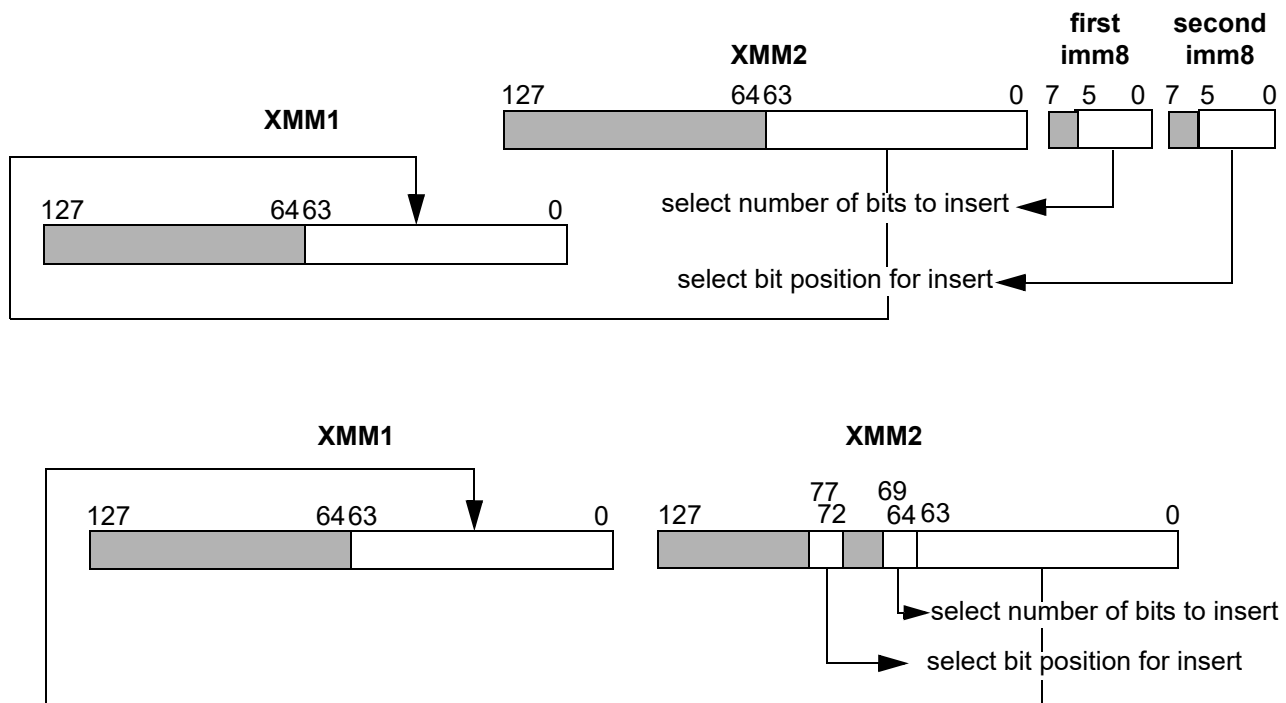 first second
XMM2 imm8 imm8
XMM1 127 64 63 0 7 5 0 7 5 0
127 64 63 0 select number of bits to insert
select bit position for insert
XMM1 XMM2
77 69
127 64 63 0 127 72 64 63 0
select number of bits to insert
select bit position for insert